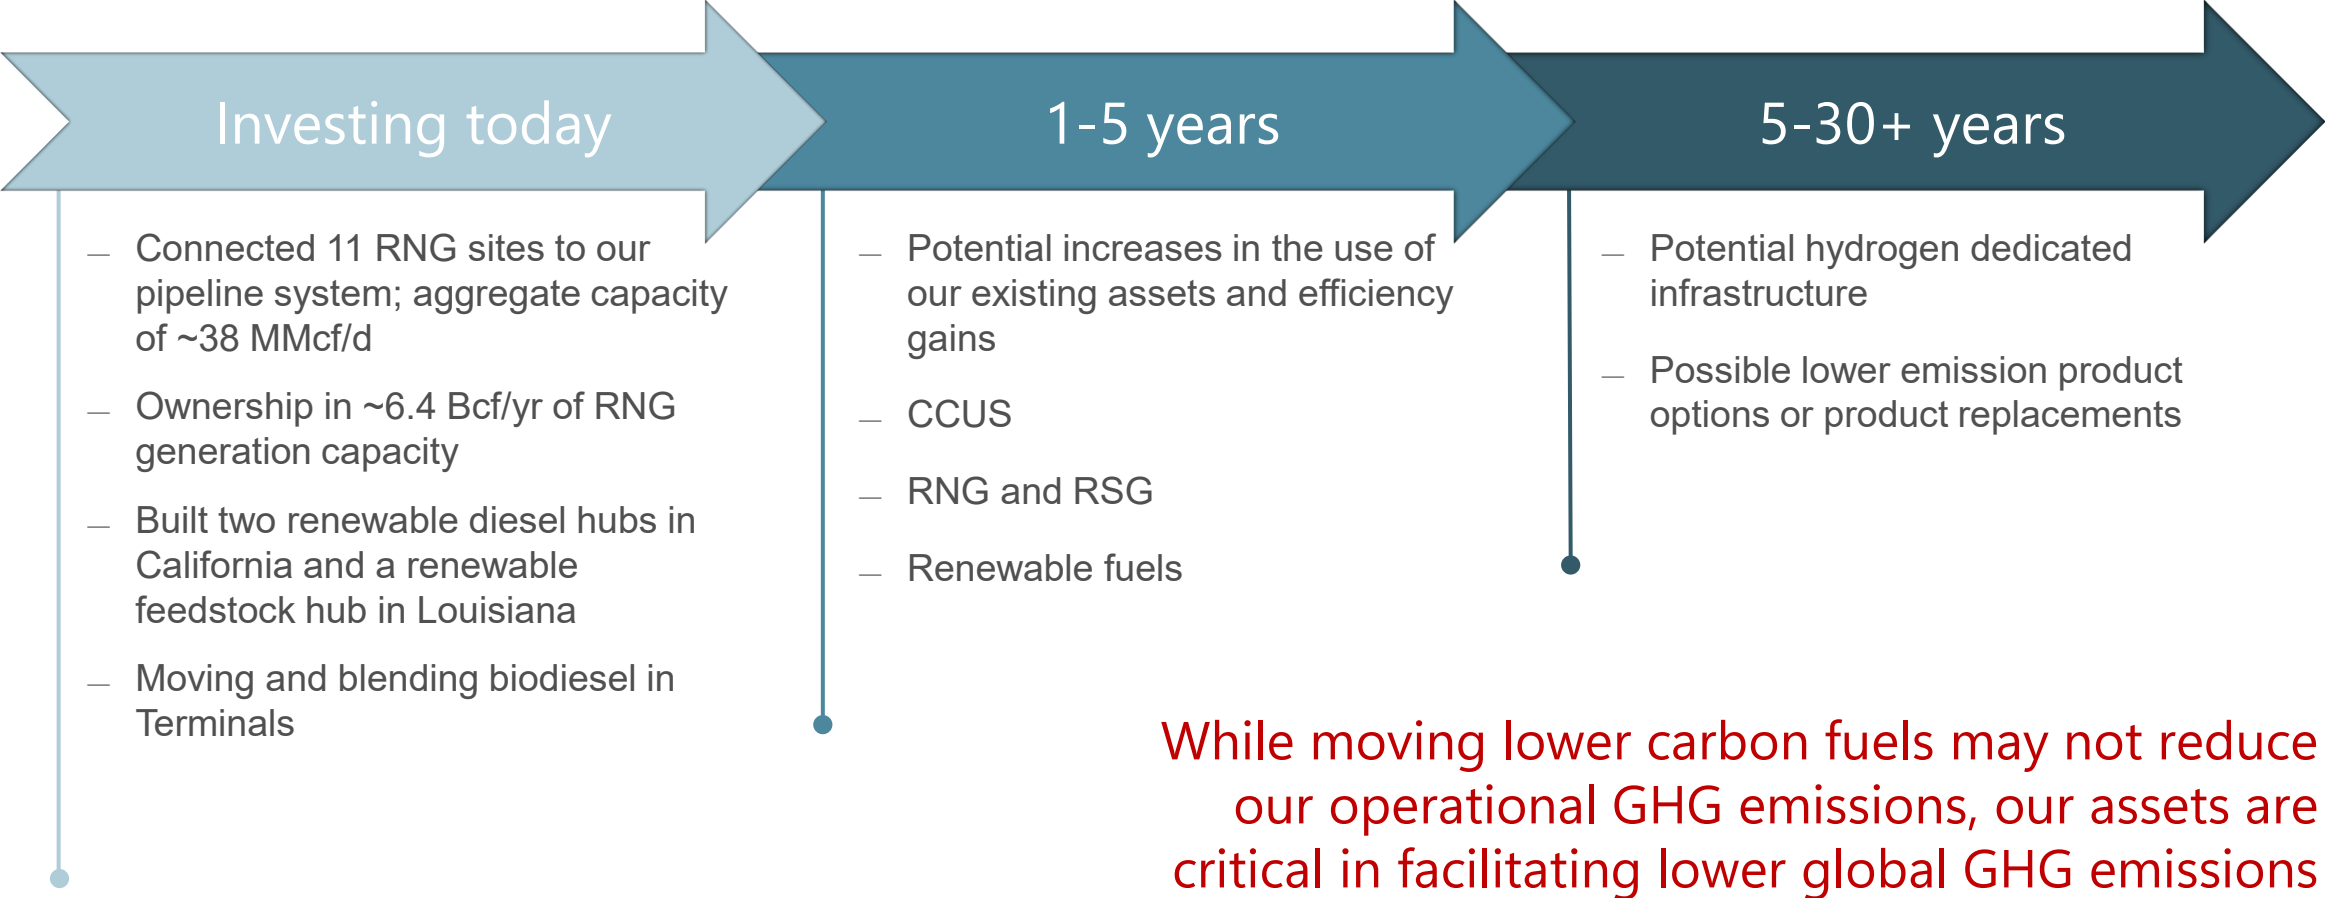 Investing today
1-5 years
5-30+ years
— Connected 11 RNG sites to our
pipeline system; aggregate capacity
of ~38 MMcf/d
— Ownership in ~6.4 Bcf/yr of RNG
generation capacity
— Built two renewable diesel hubs in
California and a renewable
feedstock hub in Louisiana
— Moving and blending biodiesel in
Terminals
— Potential increases in the use of
our existing assets and efficiency
gains
— CCUS
— RNG and RSG
— Renewable fuels
— Potential hydrogen dedicated
infrastructure
— Possible lower emission product
options or product replacements
While moving lower carbon fuels may not reduce
our operational GHG emissions, our assets are
critical in facilitating lower global GHG emissions